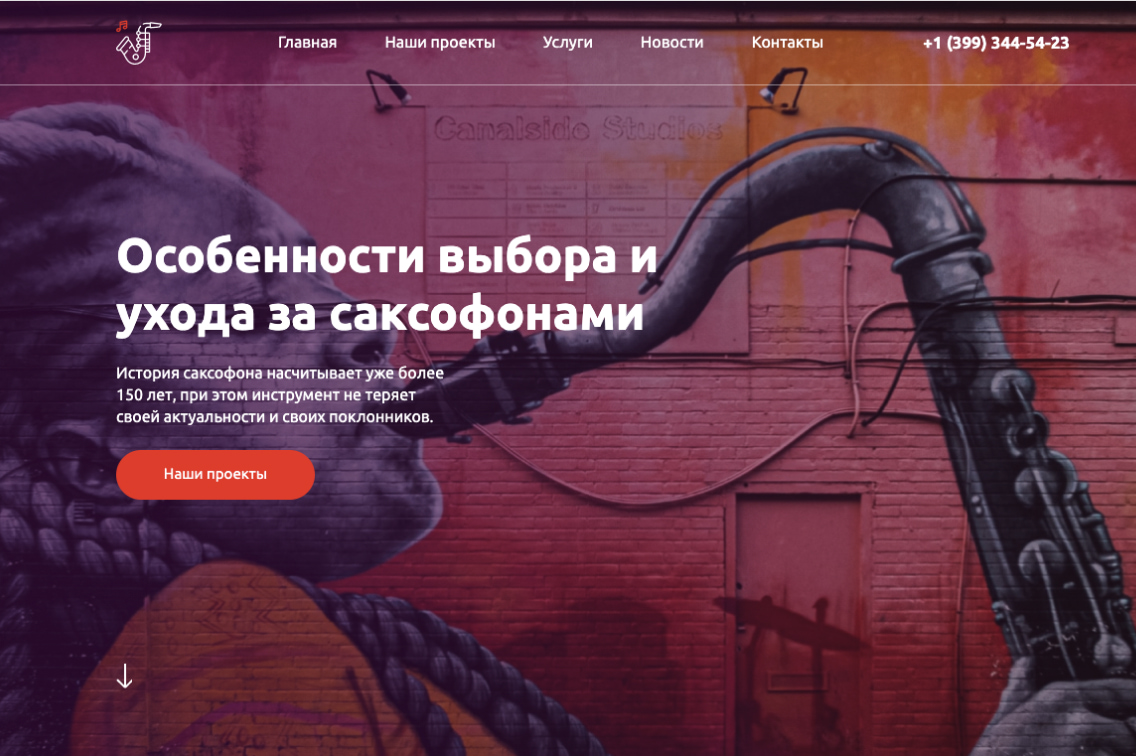 Главная Наши проекты Услуги Новости Контакты +1 (399) 344-54-23
Canalside Studios
Особенности выбора и
ухода за саксофонами
История саксофона насчитывает уже более
150 лет, при этом инструмент не теряет
своей актуальности и своих поклонников.
Наши проекты